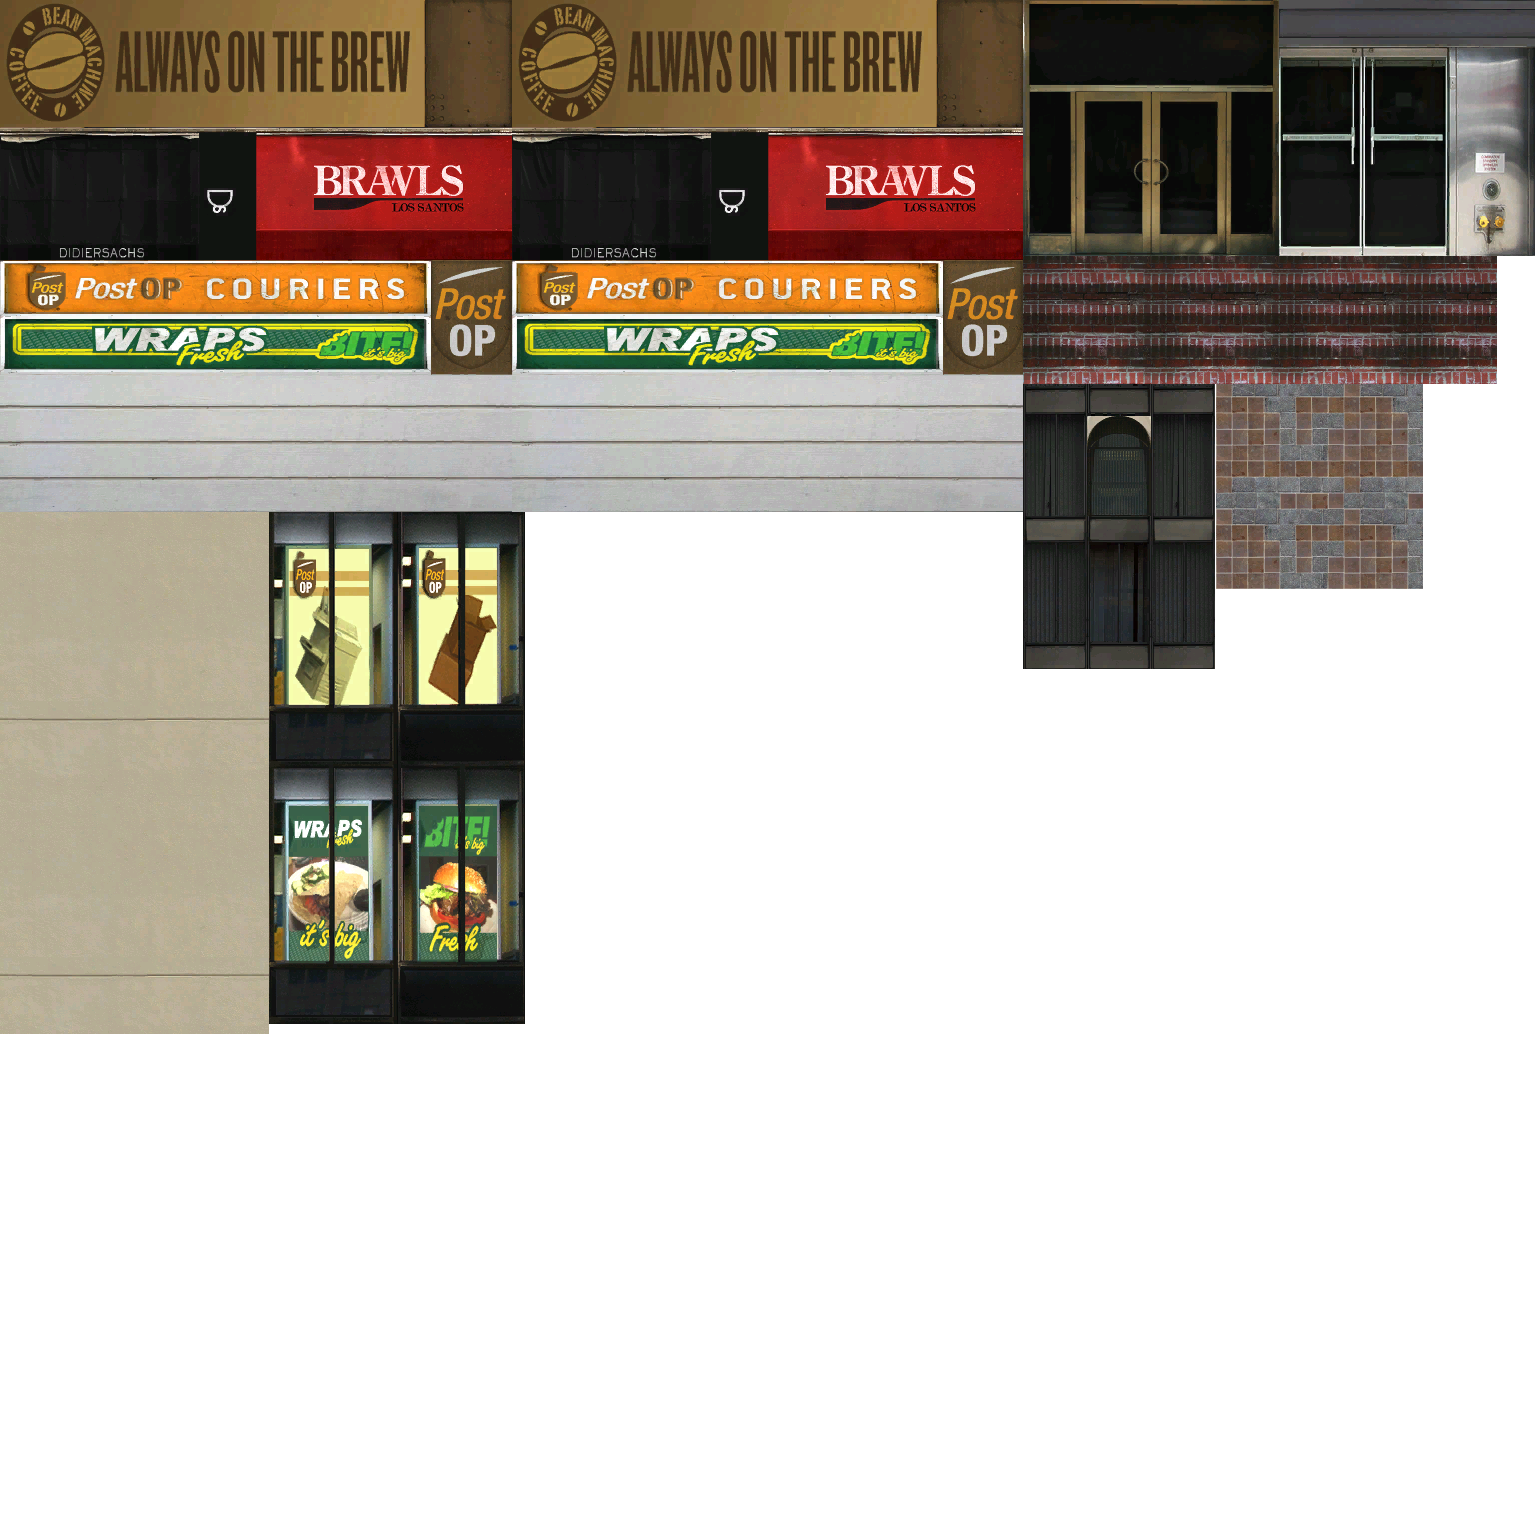 BEAN MACHINE
COFFEE
ALWAYS ON THE BREW
BEAN MACHINE
COFFEE
ALWAYS ON THE BREW
BRAWLS
LOS SANTOS
DIDIERSACHS
BRAWLS
LOS SANTOS
DIDIERSACHS
Post OP
Post OP COURIERS
Post OP
Post OP
Post OP COURIERS
Post OP
WRAPS
Fresh
BITE!
it's big
WRAPS
Fresh
BITE!
it's big
Post OP
Post OP
WRAPS
fresh
it's big
BITE!
it's big
Fresh